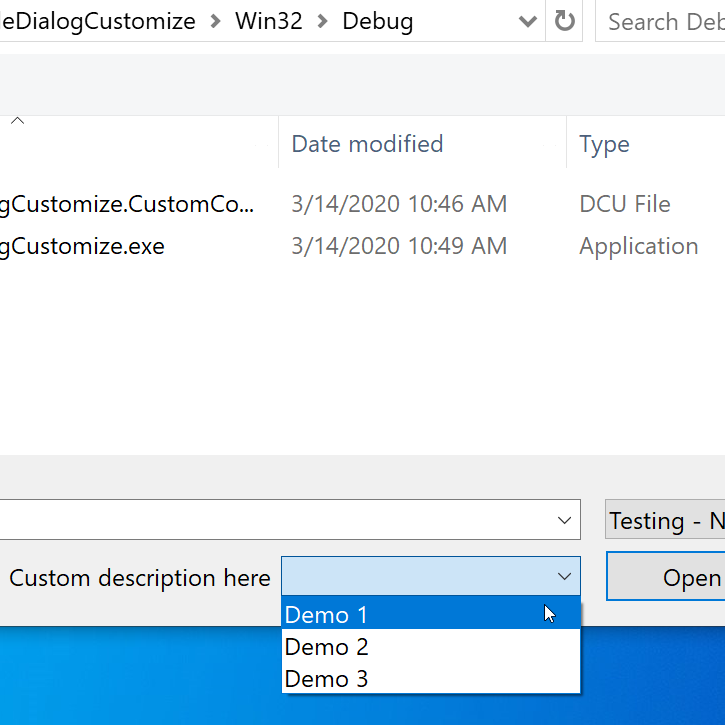 leDialogCustomize > Win32 > Debug Search Deb
Date modified Type
gCustomize.CustomCo... 3/14/2020 10:46 AM DCU File
gCustomize.exe 3/14/2020 10:49 AM Application
Testing - N
Custom description here Open
Demo 1
Demo 2
Demo 3